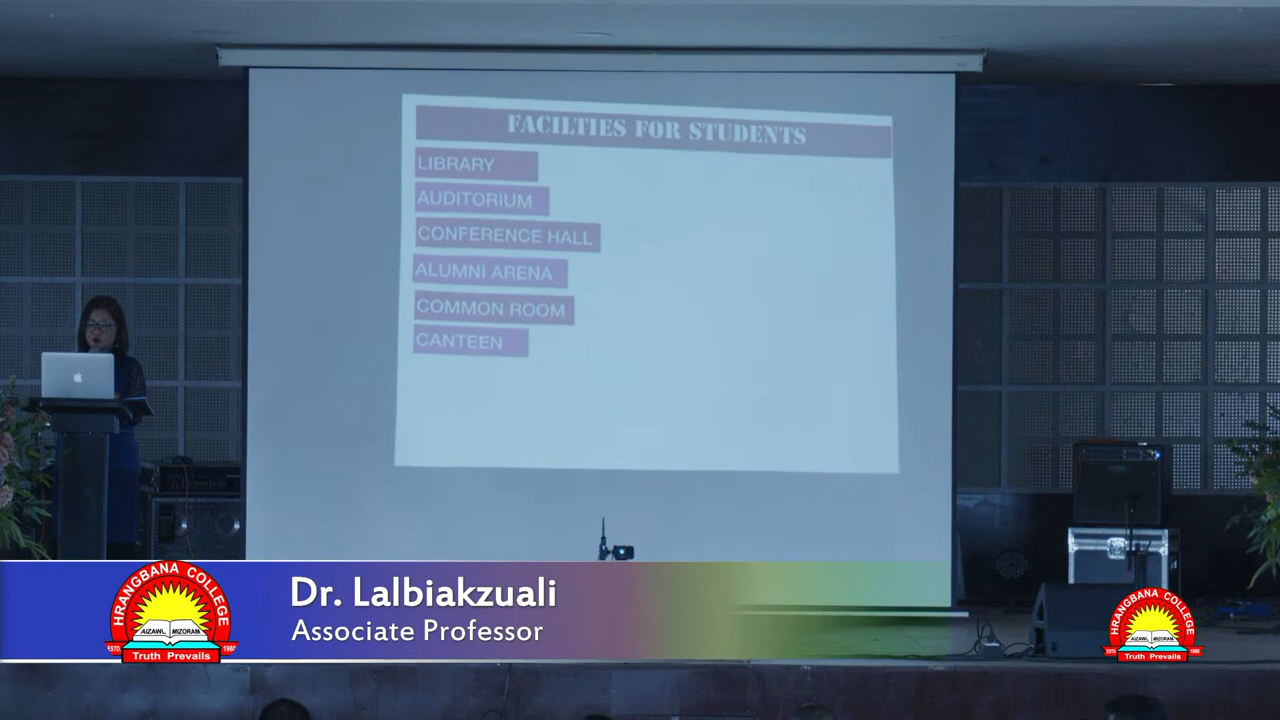 FACILTIES FOR STUDENTS
LIBRARY
AUDITORIUM
CONFERENCE HALL
ALUMNI ARENA
COMMON ROOM
CANTEEN
Dr. Lalbiakzuali
Associate Professor
HRANGBANA COLLEGE
AIZAWL MIZORAM
ESTD. 1980
Truth Prevails
HRANGBANA COLLEGE
AIZAWL MIZORAM
ESTD. 1980
Truth Prevails